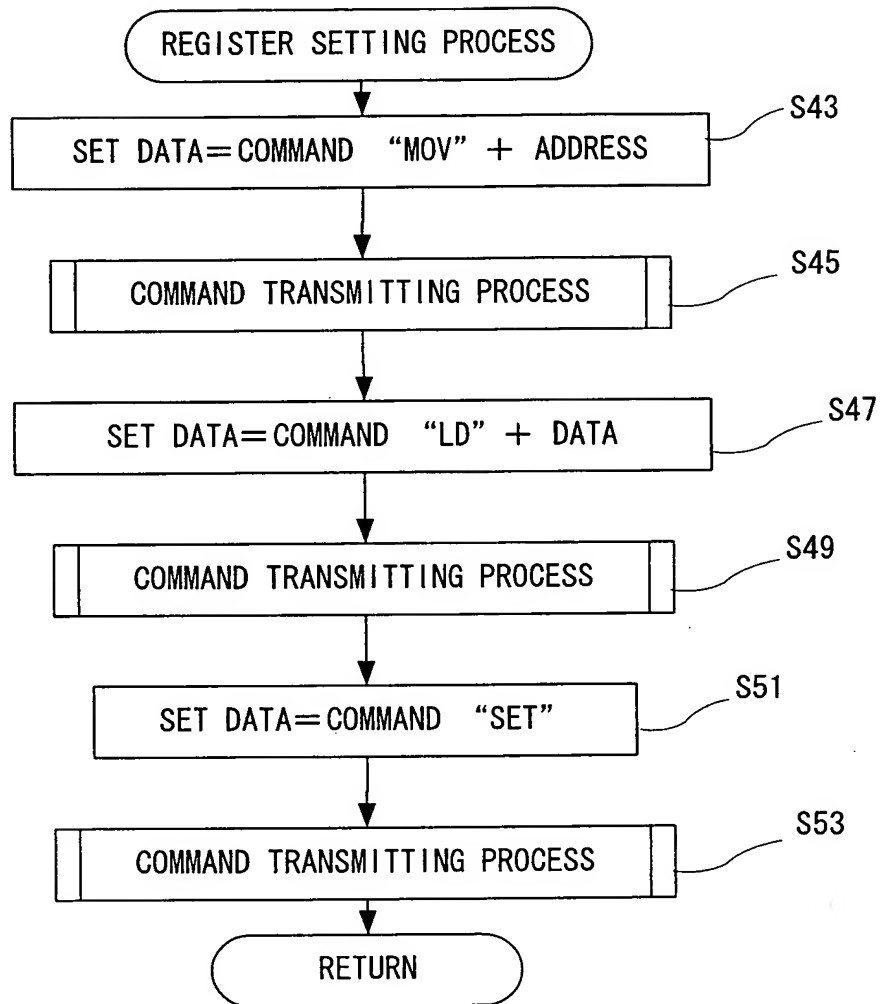 REGISTER SETTING PROCESS
S43
SET DATA=COMMAND "MOV" + ADDRESS
S45
COMMAND TRANSMITTING PROCESS
S47
SET DATA=COMMAND "LD" + DATA
S49
COMMAND TRANSMITTING PROCESS
S51
SET DATA=COMMAND "SET"
S53
COMMAND TRANSMITTING PROCESS
RETURN